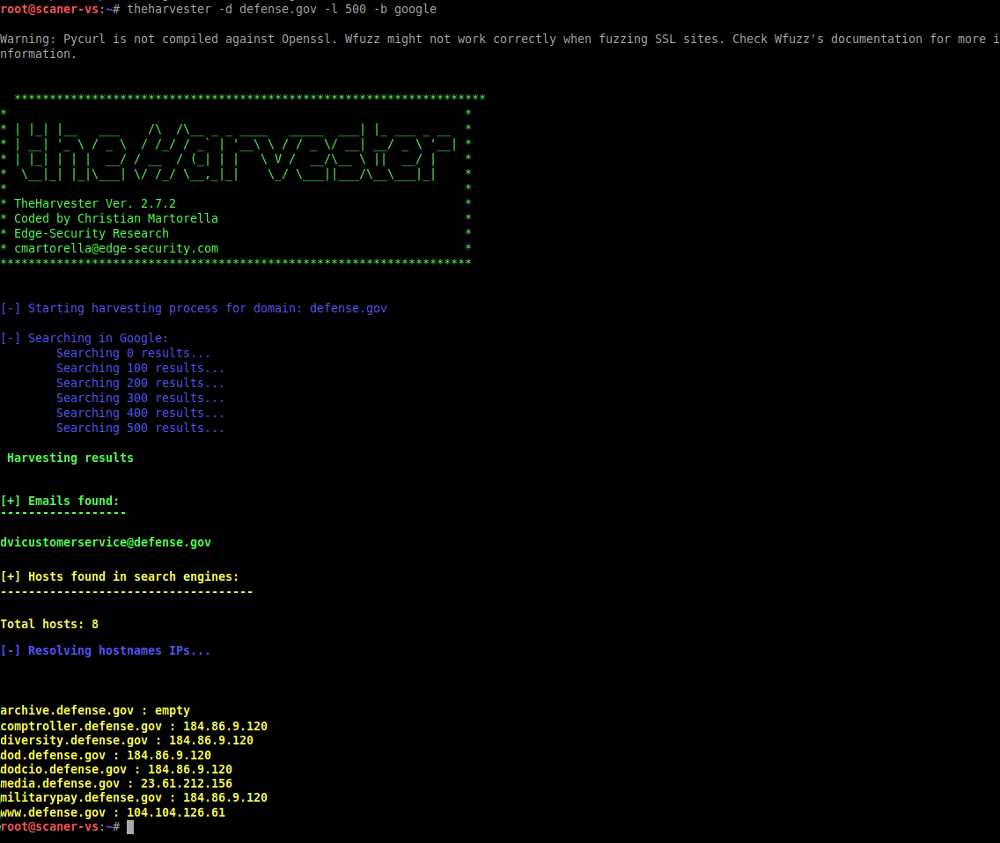 root@scaner-vs:~# theharvester -d defense.gov -l 500 -b google
Warning: Pycurl is not compiled against Openssl. Wfuzz might not work correctly when fuzzing SSL sites. Check Wfuzz's documentation for more i
nformation.
*******************************************************************
*                                                                 *
* | |_| |__   ___    /\  /\__ _ _ ____   _____  ___| |_ ___ _ __  *
* | __| '_ \ / _ \  / /_/ / _` | '__\ \ / / _ \/ __| __/ _ \ '__| *
* | |_| | | |  __/ / __  / (_| | |   \ V /  __/\__ \ ||  __/ |    *
*  \__|_| |_|\___| \/ /_/ \__,_|_|    \_/ \___||___/\__\___|_|    *
*                                                                 *
* TheHarvester Ver. 2.7.2                                         *
* Coded by Christian Martorella                                   *
* Edge-Security Research                                          *
* cmartorella@edge-security.com                                   *
*******************************************************************
[-] Starting harvesting process for domain: defense.gov
[-] Searching in Google:
        Searching 0 results...
        Searching 100 results...
        Searching 200 results...
        Searching 300 results...
        Searching 400 results...
        Searching 500 results...
Harvesting results
[+] Emails found:
------------------
dvicustomerservice@defense.gov
[+] Hosts found in search engines:
------------------------------------
Total hosts: 8
[-] Resolving hostnames IPs...
archive.defense.gov : empty
comptroller.defense.gov : 184.86.9.120
diversity.defense.gov : 184.86.9.120
dod.defense.gov : 184.86.9.120
dodcio.defense.gov : 184.86.9.120
media.defense.gov : 23.61.212.156
militarypay.defense.gov : 184.86.9.120
www.defense.gov : 104.104.126.61
root@scaner-vs:~#